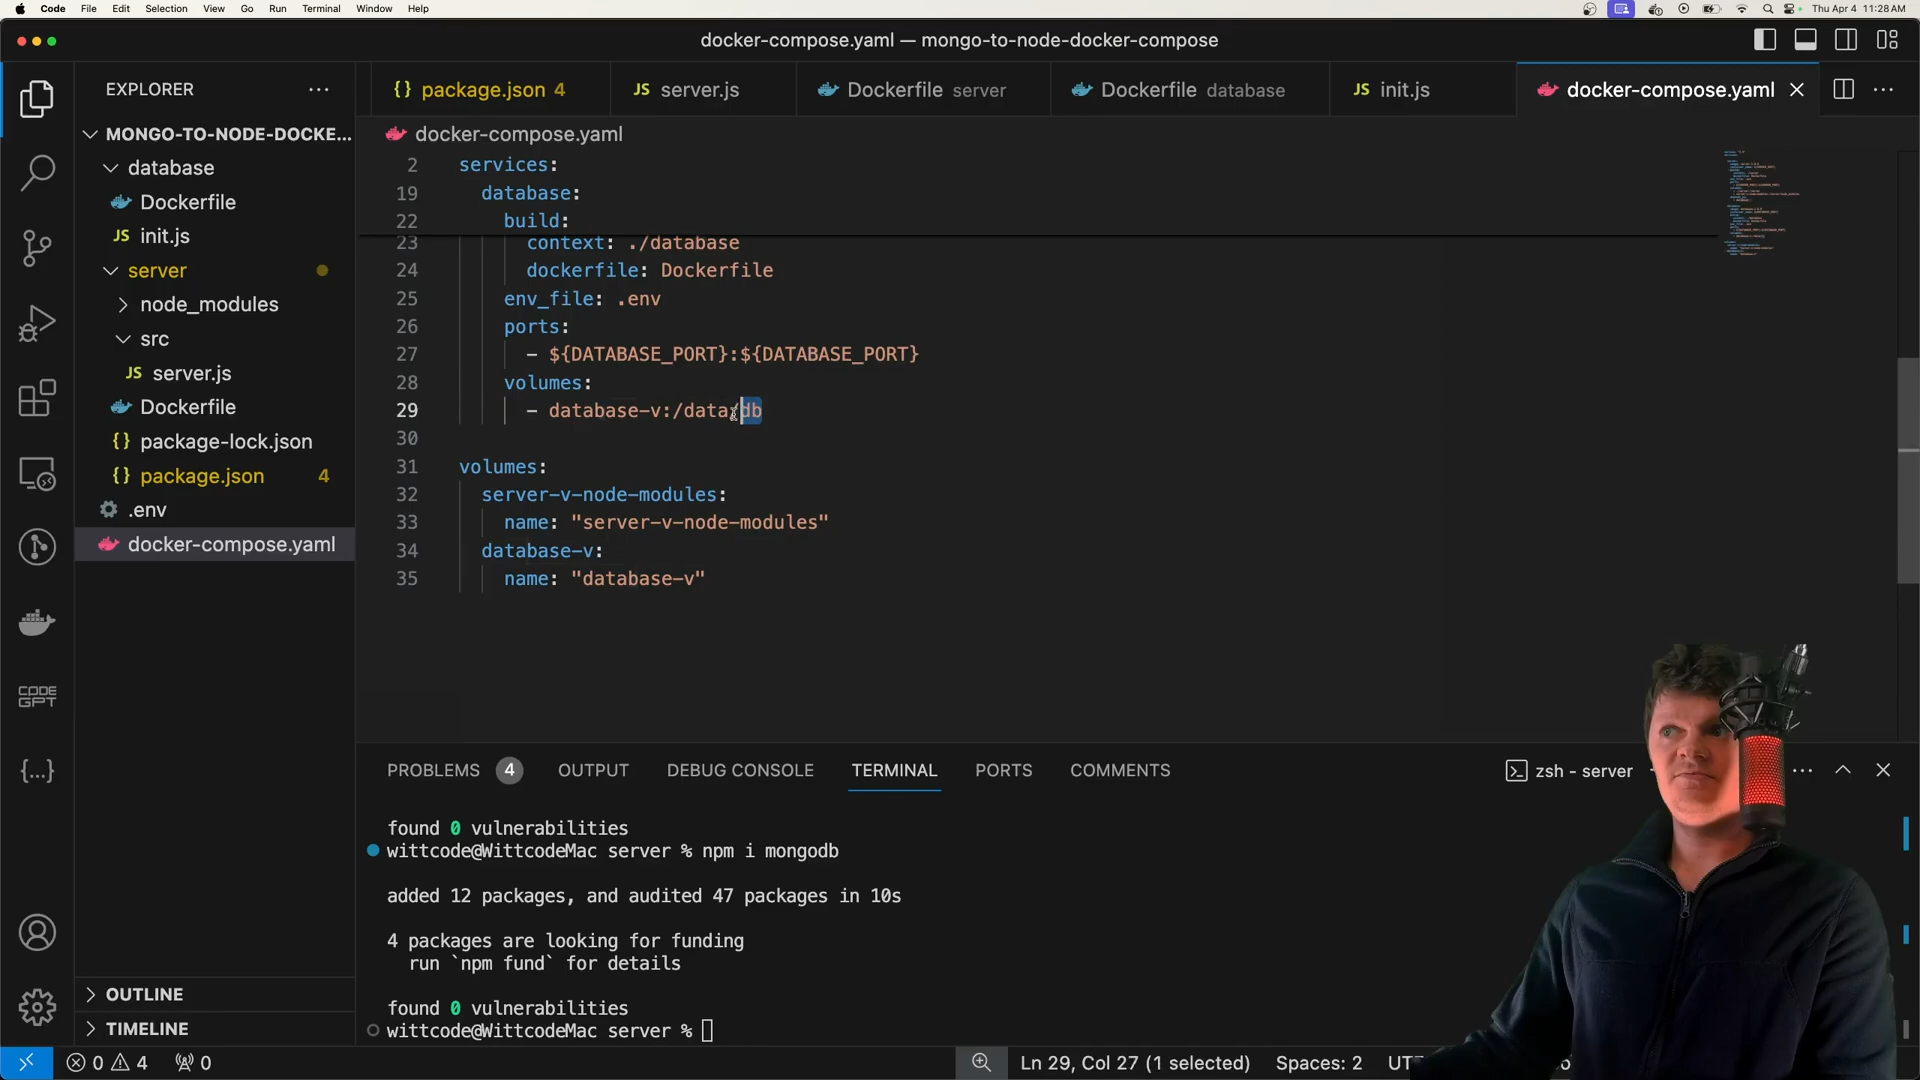 Code File Edit Selection View Go Run Terminal Window Help Thu Apr 4 11:28 AM
docker-compose.yaml — mongo-to-node-docker-compose
EXPLORER
package.json 4
JS server.js
Dockerfile server
Dockerfile database
JS init.js
docker-compose.yaml
MONGO-TO-NODE-DOCKE...
database
Dockerfile
JS init.js
server
node_modules
src
JS server.js
Dockerfile
{} package-lock.json
{} package.json 4
.env
docker-compose.yaml
OUTLINE
TIMELINE
docker-compose.yaml
2 services:
19 database:
22 build:
23 context: ./database
24 dockerfile: Dockerfile
25 env_file: .env
26 ports:
27 - ${DATABASE_PORT}:${DATABASE_PORT}
28 volumes:
29 - database-v:/data/db
30
31 volumes:
32 server-v-node-modules:
33 name: "server-v-node-modules"
34 database-v:
35 name: "database-v"
PROBLEMS 4 OUTPUT DEBUG CONSOLE TERMINAL PORTS COMMENTS zsh - server
found 0 vulnerabilities
wittcode@WittcodeMac server % npm i mongodb
added 12 packages, and audited 47 packages in 10s
4 packages are looking for funding
run `npm fund` for details
found 0 vulnerabilities
wittcode@WittcodeMac server %
CODE GPT
0 4 0 Ln 29, Col 27 (1 selected) Spaces: 2